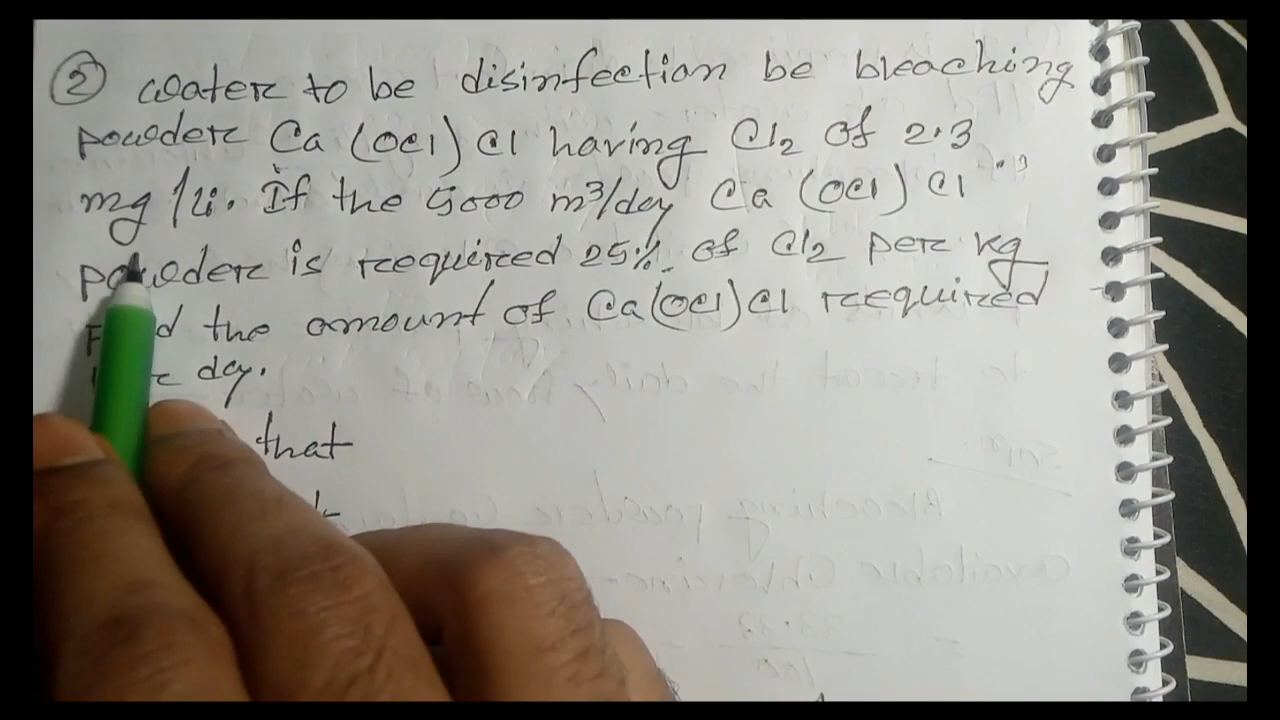 ② water to be disinfection be bleaching
powder Ca (OCl) Cl having Cl₂ of 2.3
mg/li. If the 5000 m³/day Ca (OCl) Cl
powder is required 25% of Cl₂ per kg
the amount of Ca(OCl)Cl required
day.
that